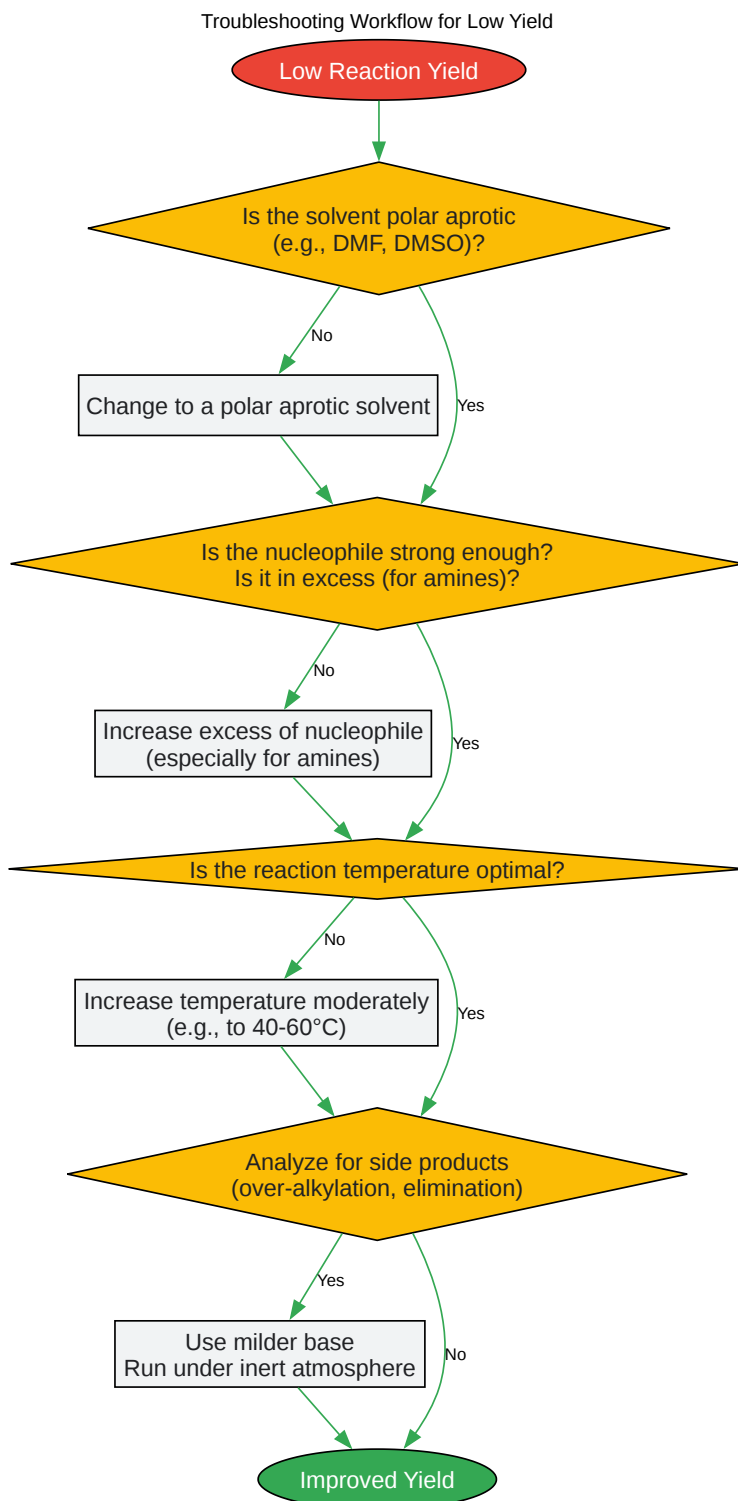 Troubleshooting Workflow for Low Yield
Low Reaction Yield
Is the solvent polar aprotic
(e.g., DMF, DMSO)?
No
Change to a polar aprotic solvent
Yes
Is the nucleophile strong enough?
Is it in excess (for amines)?
No
Increase excess of nucleophile
(especially for amines)
Yes
Is the reaction temperature optimal?
No
Increase temperature moderately
(e.g., to 40-60°C)
Yes
Analyze for side products
(over-alkylation, elimination)
Yes
Use milder base
Run under inert atmosphere
No
Improved Yield